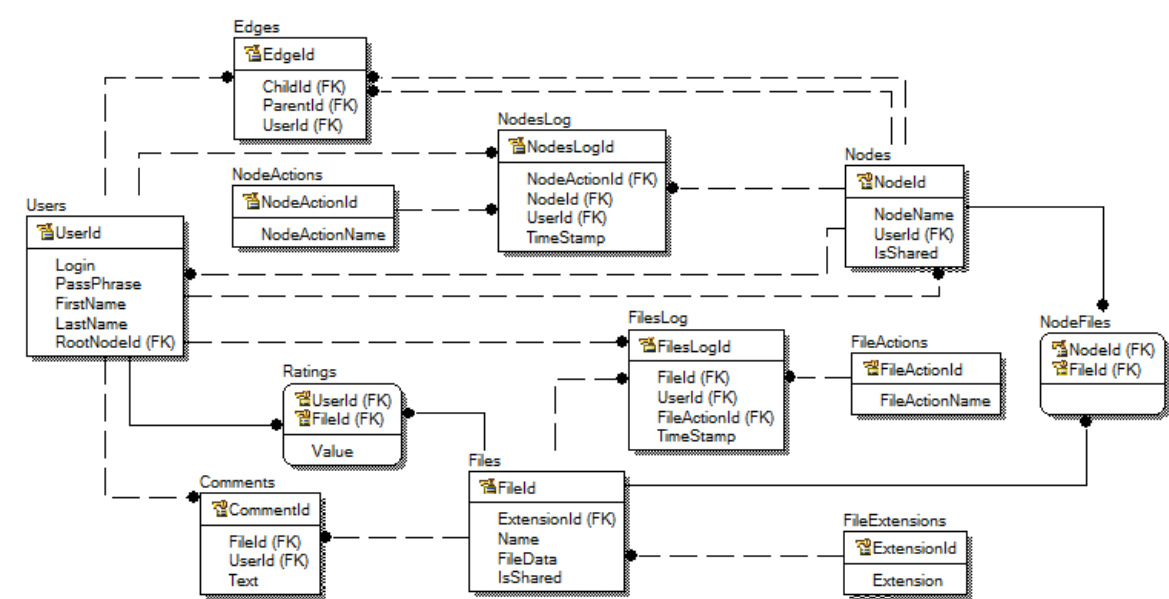 Edges
EdgeId
ChildId (FK)
ParentId (FK)
UserId (FK)
NodesLog
NodesLogId
NodeActionId (FK)
NodeId (FK)
UserId (FK)
TimeStamp
NodeActions
NodeActionId
NodeActionName
Nodes
NodeId
NodeName
UserId (FK)
IsShared
Users
UserId
Login
PassPhrase
FirstName
LastName
RootNodeId (FK)
FilesLog
FilesLogId
FileId (FK)
UserId (FK)
FileActionId (FK)
TimeStamp
FileActions
FileActionId
FileActionName
NodeFiles
NodeId (FK)
FileId (FK)
Ratings
UserId (FK)
FileId (FK)
Value
Files
FileId
ExtensionId (FK)
Name
FileData
IsShared
Comments
CommentId
FileId (FK)
UserId (FK)
Text
FileExtensions
ExtensionId
Extension